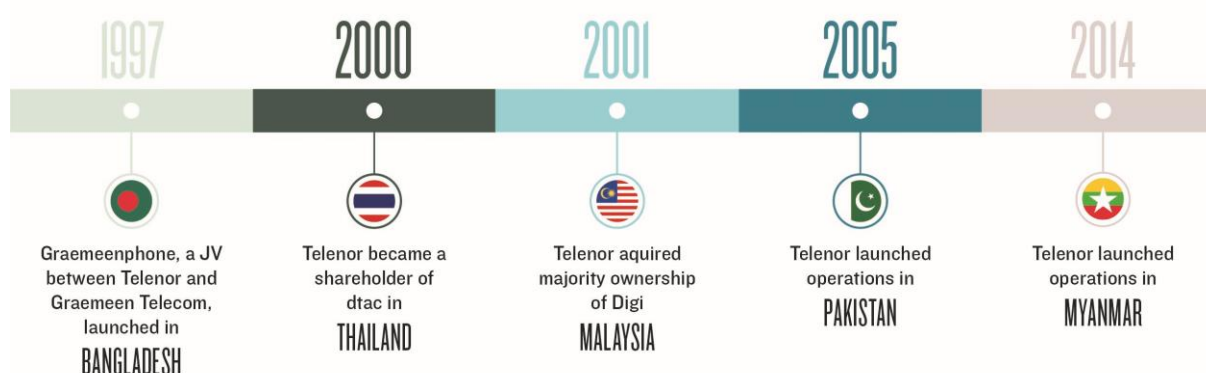 1997
Graemeenphone, a JV
between Telenor and
Graemeen Telecom,
launched in
BANGLADESH
2000
Telenor became a
shareholder of
dtac in
THAILAND
2001
Telenor aquired
majority ownership
of Digi
MALAYSIA
2005
Telenor launched
operations in
PAKISTAN
2014
Telenor launched
operations in
MYANMAR